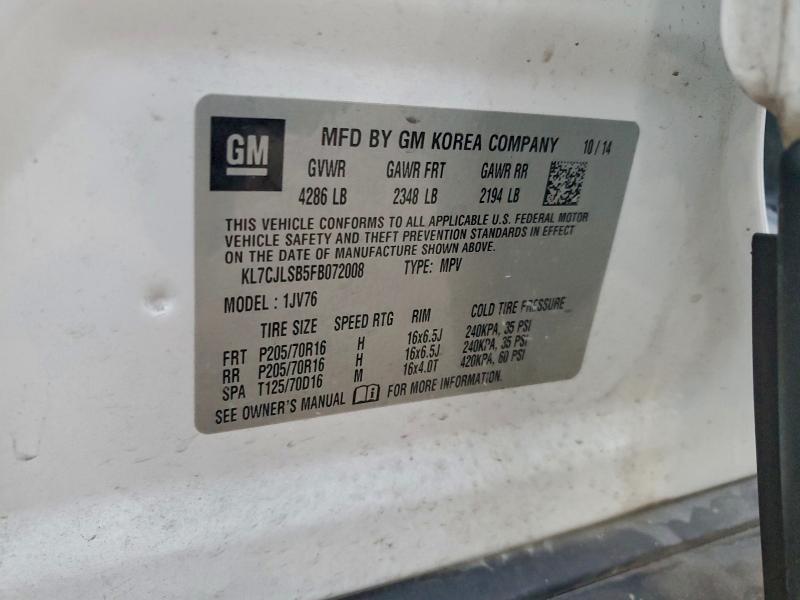 GM MFD BY GM KOREA COMPANY 10/14
GVWR GAWR FRT GAWR RR
4286 LB 2348 LB 2194 LB
THIS VEHICLE CONFORMS TO ALL APPLICABLE U.S. FEDERAL MOTOR
VEHICLE SAFETY AND THEFT PREVENTION STANDARDS IN EFFECT
ON THE DATE OF MANUFACTURE SHOWN ABOVE.
KL7CJLSB5FB072008 TYPE: MPV
MODEL : 1JV76
TIRE SIZE SPEED RTG RIM COLD TIRE PRESSURE
FRT P205/70R16 H 16x6.5J 240KPA, 35 PSI
RR P205/70R16 H 16x6.5J 240KPA, 35 PSI
SPA T125/70D16 M 16x4.0T 420KPA, 60 PSI
SEE OWNER'S MANUAL FOR MORE INFORMATION.